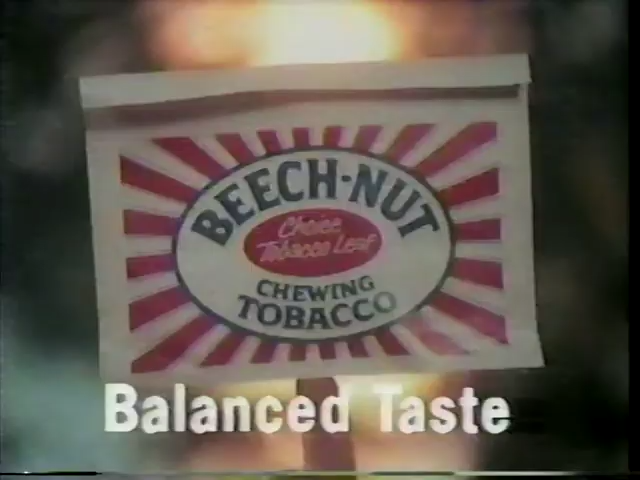 BEECH-NUT
Choice
Tobacco Leaf
CHEWING
TOBACCO
Balanced Taste